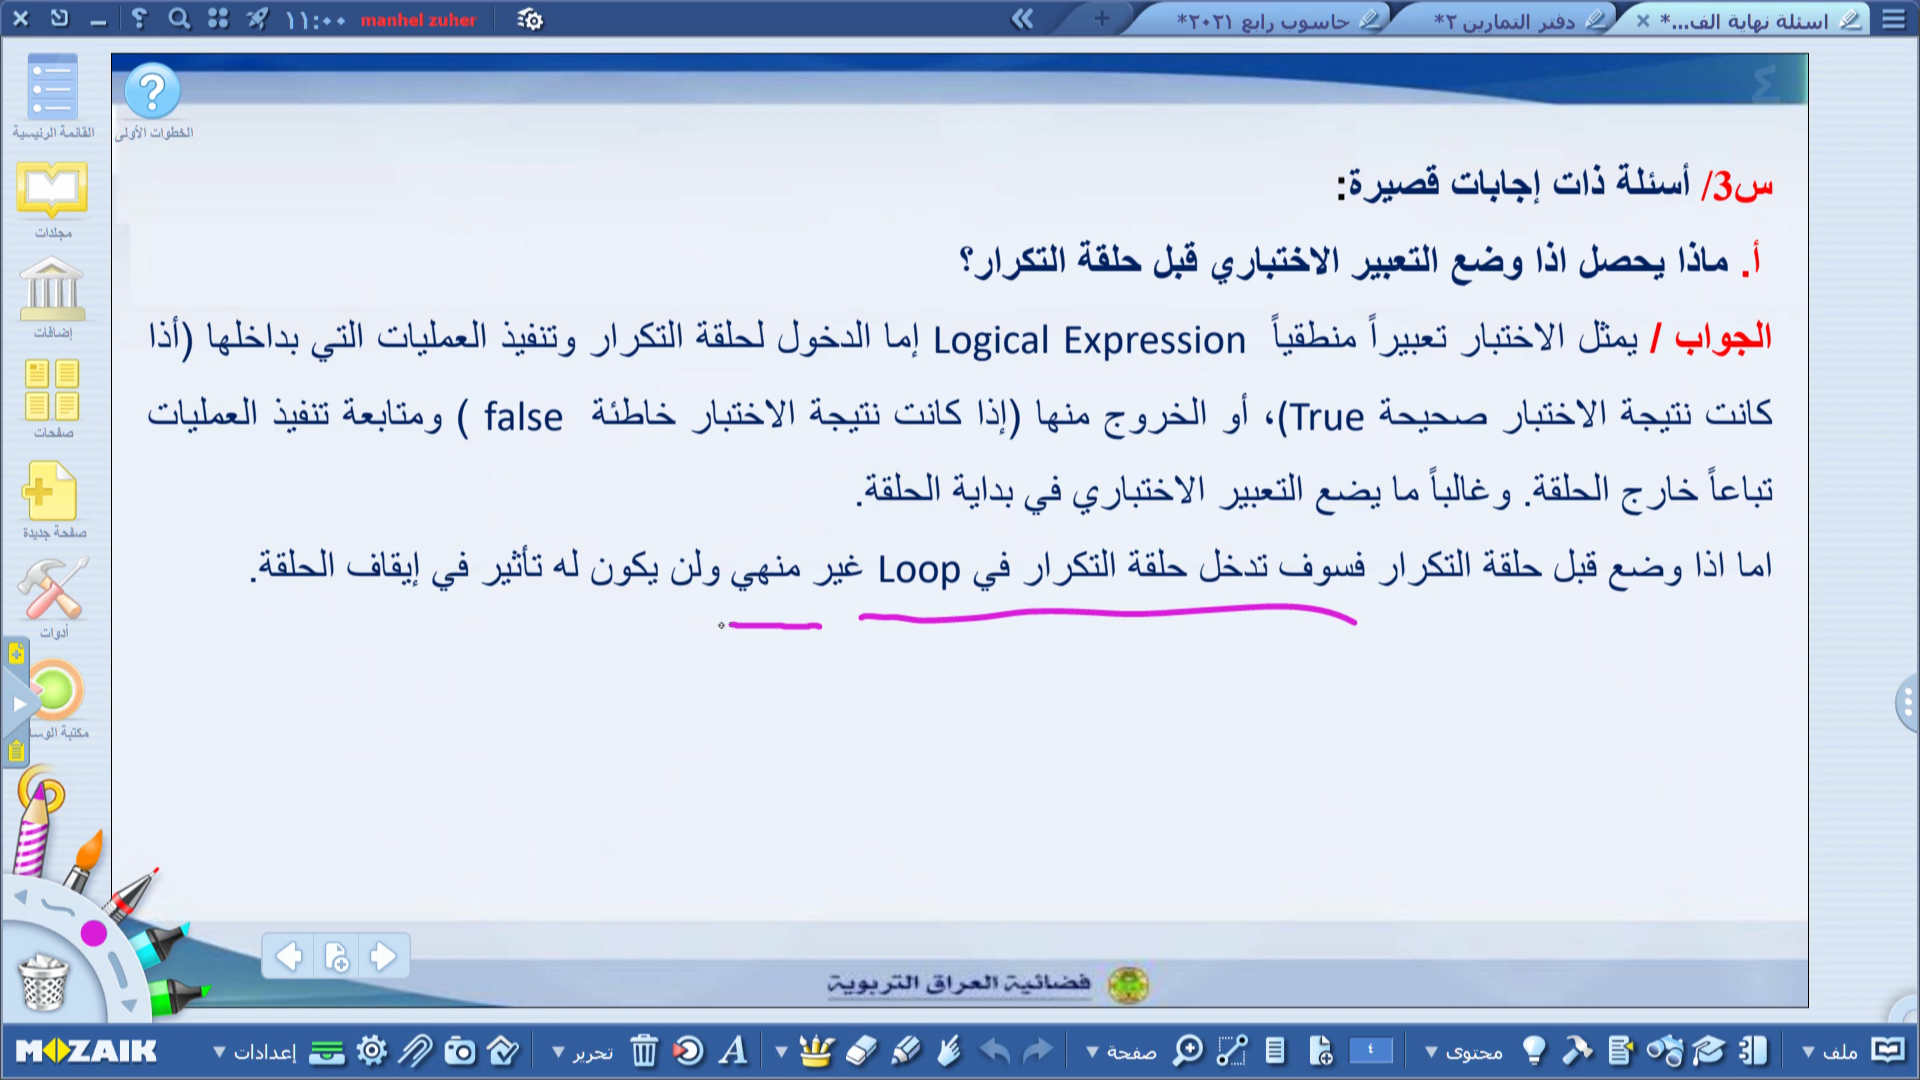 اسئلة نهاية الف...*
دفتر التمارين ٢*
حاسوب رابع ٢٠٢١*
manhel zuher
١١:٠٠
القائمة الرئيسية
الخطوات الأولى
٤
س3/ أسئلة ذات إجابات قصيرة:
أ. ماذا يحصل اذا وضع التعبير الاختباري قبل حلقة التكرار؟
الجواب / يمثل الاختبار تعبيراً منطقياً Logical Expression إما الدخول لحلقة التكرار وتنفيذ العمليات التي بداخلها (أذا
كانت نتيجة الاختبار صحيحة True)، أو الخروج منها (إذا كانت نتيجة الاختبار خاطئة false ) ومتابعة تنفيذ العمليات
تباعاً خارج الحلقة. وغالباً ما يضع التعبير الاختباري في بداية الحلقة.
اما اذا وضع قبل حلقة التكرار فسوف تدخل حلقة التكرار في Loop غير منهي ولن يكون له تأثير في إيقاف الحلقة.
مجلدات
إضافات
صفحات
صفحة جديدة
أدوات
مكتبة الوسا
فضائية العراق التربوية
ملف
محتوى
٤
صفحة
تحرير
إعدادات
MOZAIK